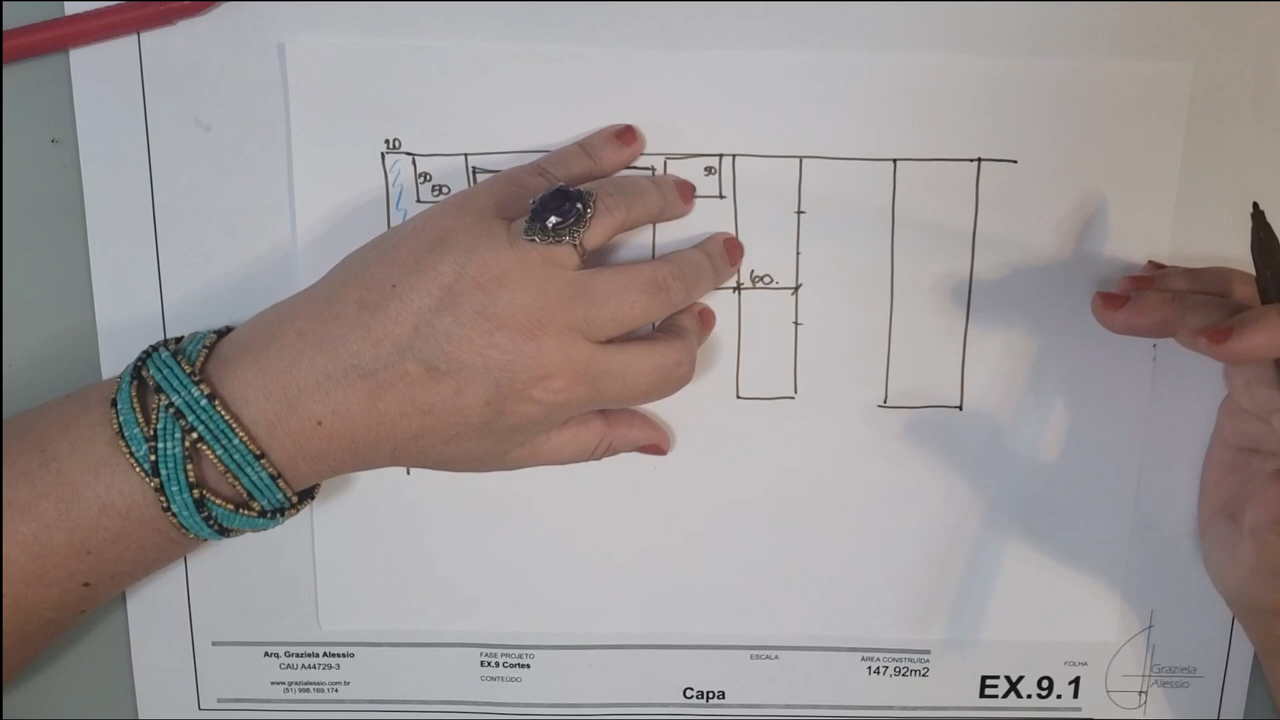 20
50
50
50
60.
Arq. Graziela Alessio
CAU A44729-3
www.grazialessio.com.br
(51) 998.169.174
FASE PROJETO
EX.9 Cortes
CONTEÚDO
Capa
ESCALA
ÁREA CONSTRUÍDA
147,92m2
FOLHA
EX.9.1
Graziela
Alessio